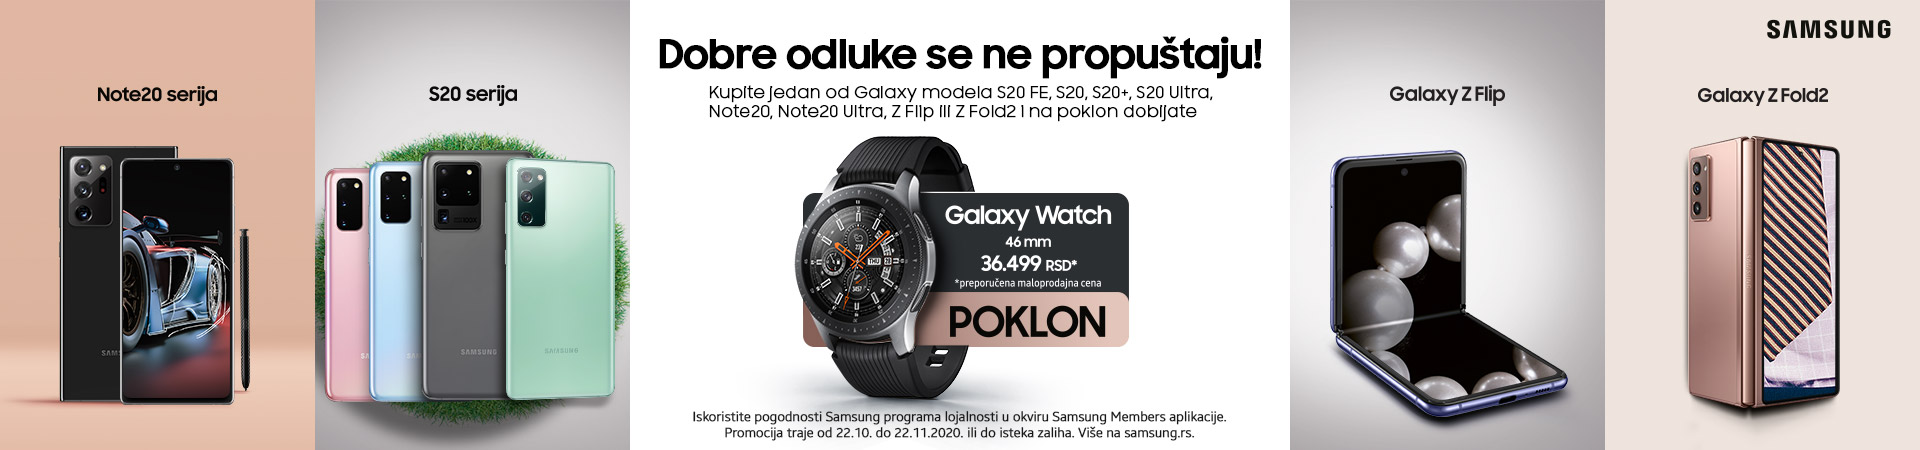 SAMSUNG
Note20 serija
S20 serija
Dobre odluke se ne propuštaju!
Kupite jedan od Galaxy modela S20 FE, S20, S20+, S20 Ultra,
Note20, Note20 Ultra, Z Flip ili Z Fold2 i na poklon dobijate
Galaxy Watch
46 mm
36.499 RSD*
*preporučena maloprodajna cena
POKLON
Iskoristite pogodnosti Samsung programa lojalnosti u okviru Samsung Members aplikacije.
Promocija traje od 22.10. do 22.11.2020. ili do isteka zaliha. Više na samsung.rs.
Galaxy Z Flip
Galaxy Z Fold2
SAMSUNG
SAMSUNG
THU